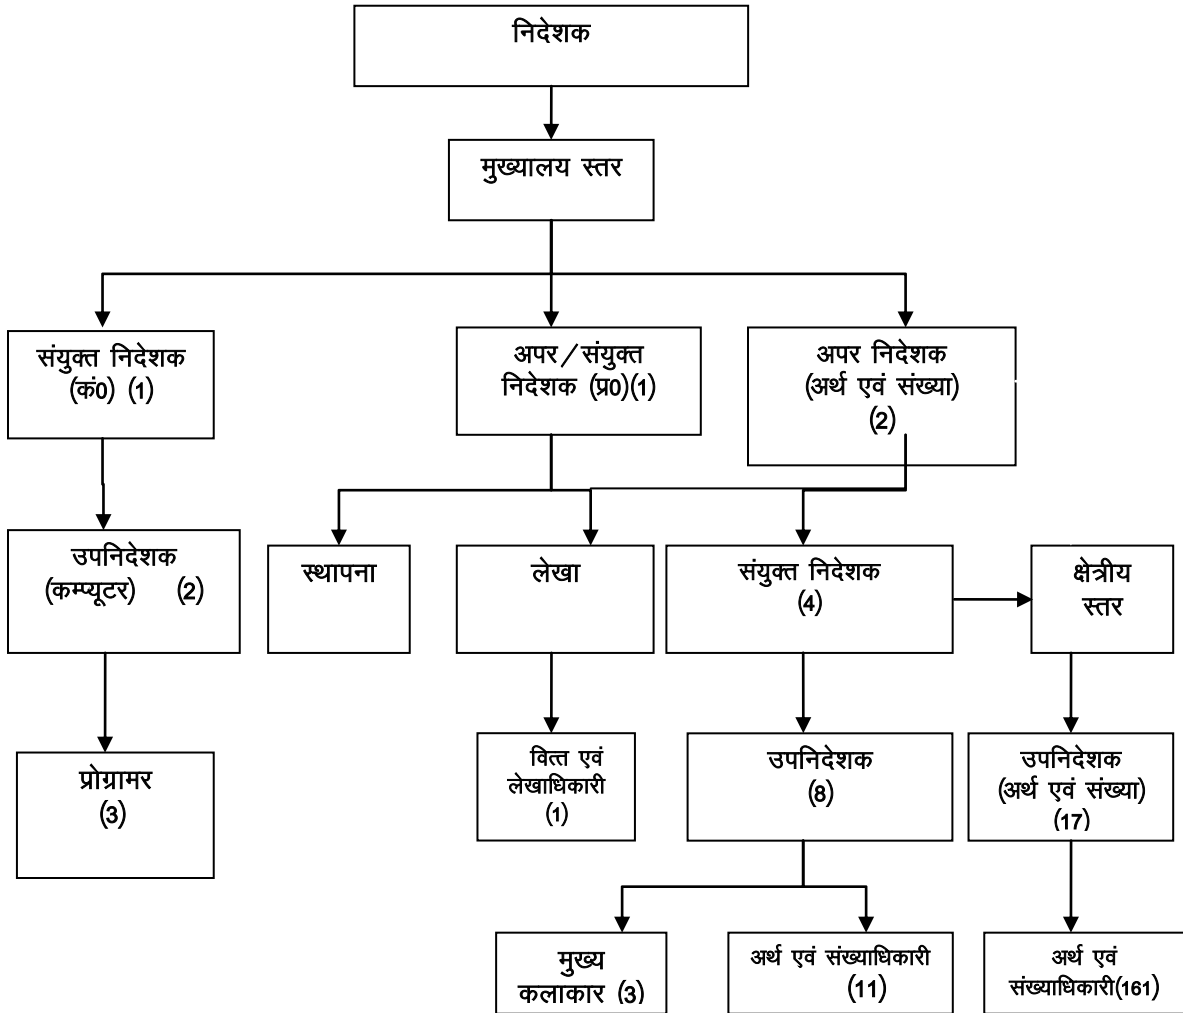 निदेशक
मुख्यालय स्तर
संयुक्त निदेशक
(कं0) (1)
अपर/संयुक्त
निदेशक (प्र0)(1)
अपर निदेशक
(अर्थ एवं संख्या)
(2)
उपनिदेशक
(कम्प्यूटर) (2)
स्थापना
लेखा
संयुक्त निदेशक
(4)
क्षेत्रीय
स्तर
प्रोग्रामर
(3)
वित्त एवं
लेखाधिकारी
(1)
उपनिदेशक
(8)
उपनिदेशक
(अर्थ एवं संख्या)
(17)
मुख्य
कलाकार (3)
अर्थ एवं संख्याधिकारी
(11)
अर्थ एवं
संख्याधिकारी(161)